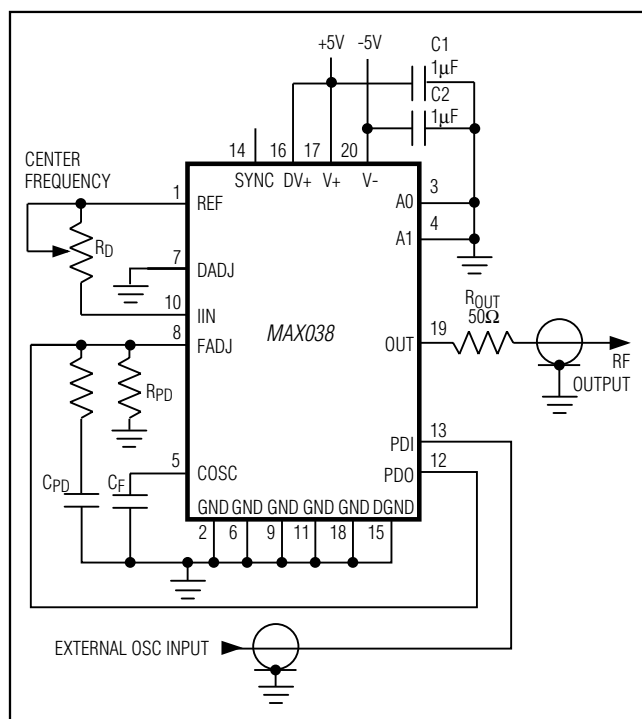 +5V -5V C1
1µF
C2
1µF
14 16 17 20
CENTER
FREQUENCY
SYNC DV+ V+ V-
1 REF
A0 3
A1 4
RD
7 DADJ
10 IIN
ROUT
50Ω
MAX038
8 FADJ
OUT 19
RF
OUTPUT
RPD
PDI 13
PDO 12
5 COSC
CPD CF
GND GND GND GND GND DGND
2 6 9 11 18 15
EXTERNAL OSC INPUT